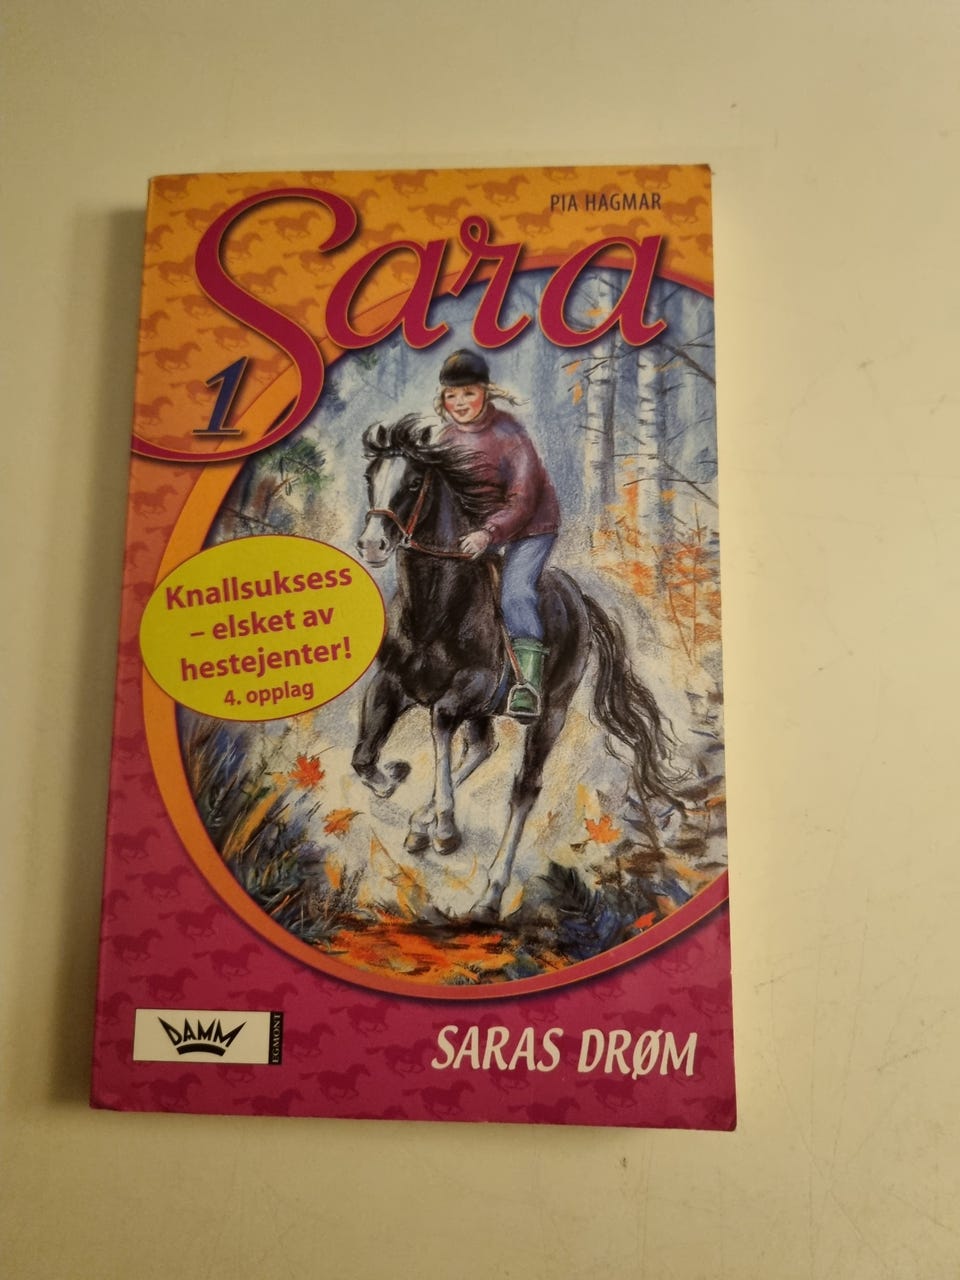 PIA HAGMAR
Sara
1
Knallsuksess
– elsket av
hestejenter!
4. opplag
DAMM
EGMONT
SARAS DRØM